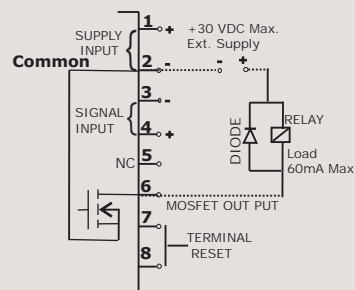 1 + +30 VDC Max.
SUPPLY Ext. Supply
INPUT
Common 2 - - +
3 -
SIGNAL
INPUT 4 +
DIODE
RELAY
Load
60mA Max
NC 5
6
MOSFET OUT PUT
7
TERMINAL
RESET
8